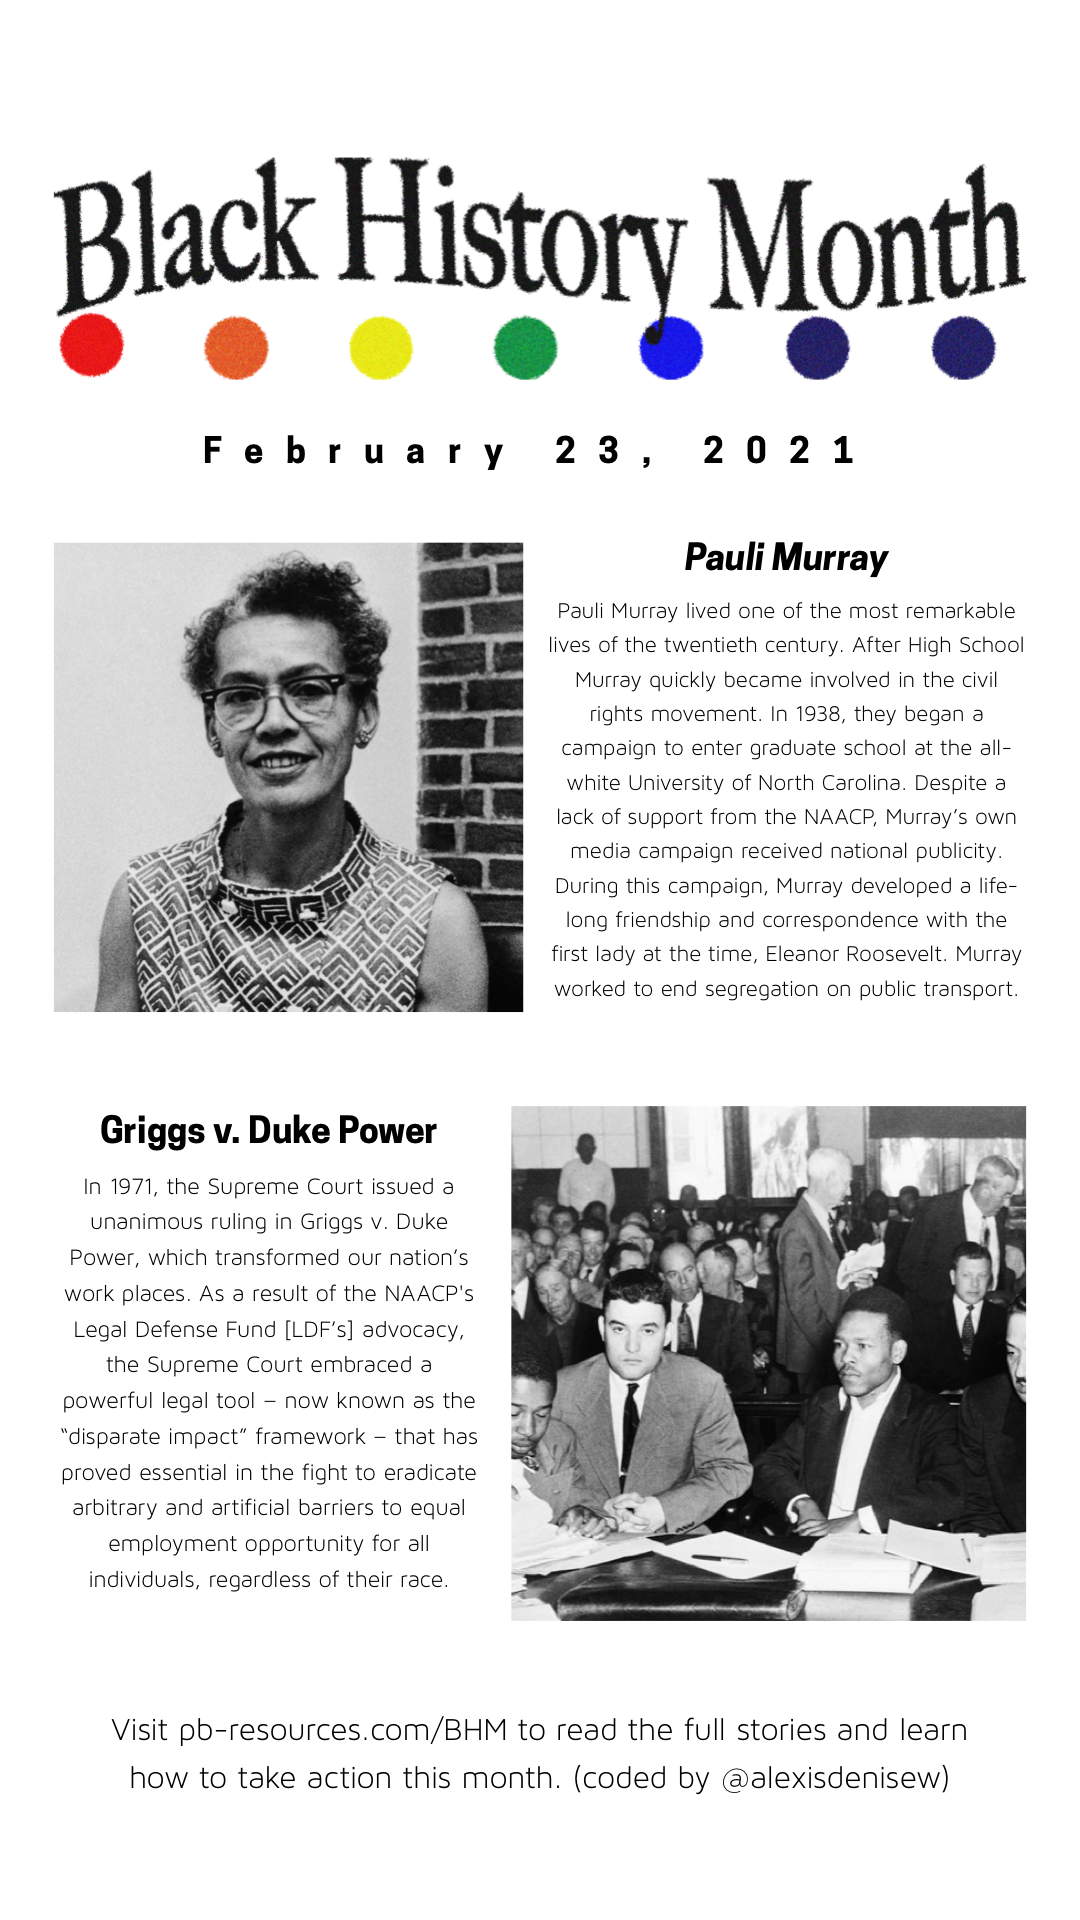 Black History Month
February 23, 2021
Pauli Murray
Pauli Murray lived one of the most remarkable
lives of the twentieth century. After High School
Murray quickly became involved in the civil
rights movement. In 1938, they began a
campaign to enter graduate school at the all-
white University of North Carolina. Despite a
lack of support from the NAACP, Murray’s own
media campaign received national publicity.
During this campaign, Murray developed a life-
long friendship and correspondence with the
first lady at the time, Eleanor Roosevelt. Murray
worked to end segregation on public transport.
Griggs v. Duke Power
In 1971, the Supreme Court issued a
unanimous ruling in Griggs v. Duke
Power, which transformed our nation’s
work places. As a result of the NAACP's
Legal Defense Fund [LDF’s] advocacy,
the Supreme Court embraced a
powerful legal tool – now known as the
“disparate impact” framework – that has
proved essential in the fight to eradicate
arbitrary and artificial barriers to equal
employment opportunity for all
individuals, regardless of their race.
Visit pb-resources.com/BHM to read the full stories and learn
how to take action this month. (coded by @alexisdenisew)